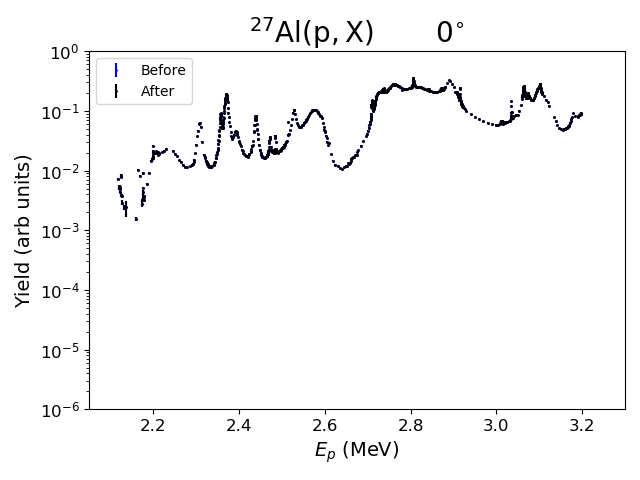 ²⁷Al(p, X) 0°
Before
After
10⁰
10⁻¹
10⁻²
10⁻³
10⁻⁴
10⁻⁵
10⁻⁶
Yield (arb units)
2.2 2.4 2.6 2.8 3.0 3.2
Eₚ (MeV)